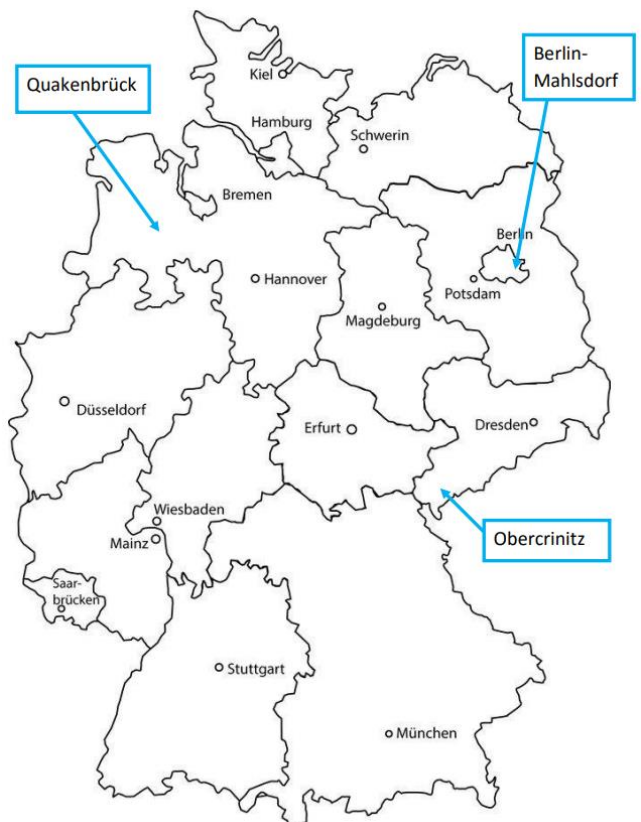 Berlin-
Mahlsdorf
Kiel
Quakenbrück
Hamburg
Schwerin
Bremen
Berlin
Hannover
Potsdam
Magdeburg
Düsseldorf
Erfurt
Dresden
Wiesbaden
Obercrinitz
Mainz
Saar-
brücken
Stuttgart
München